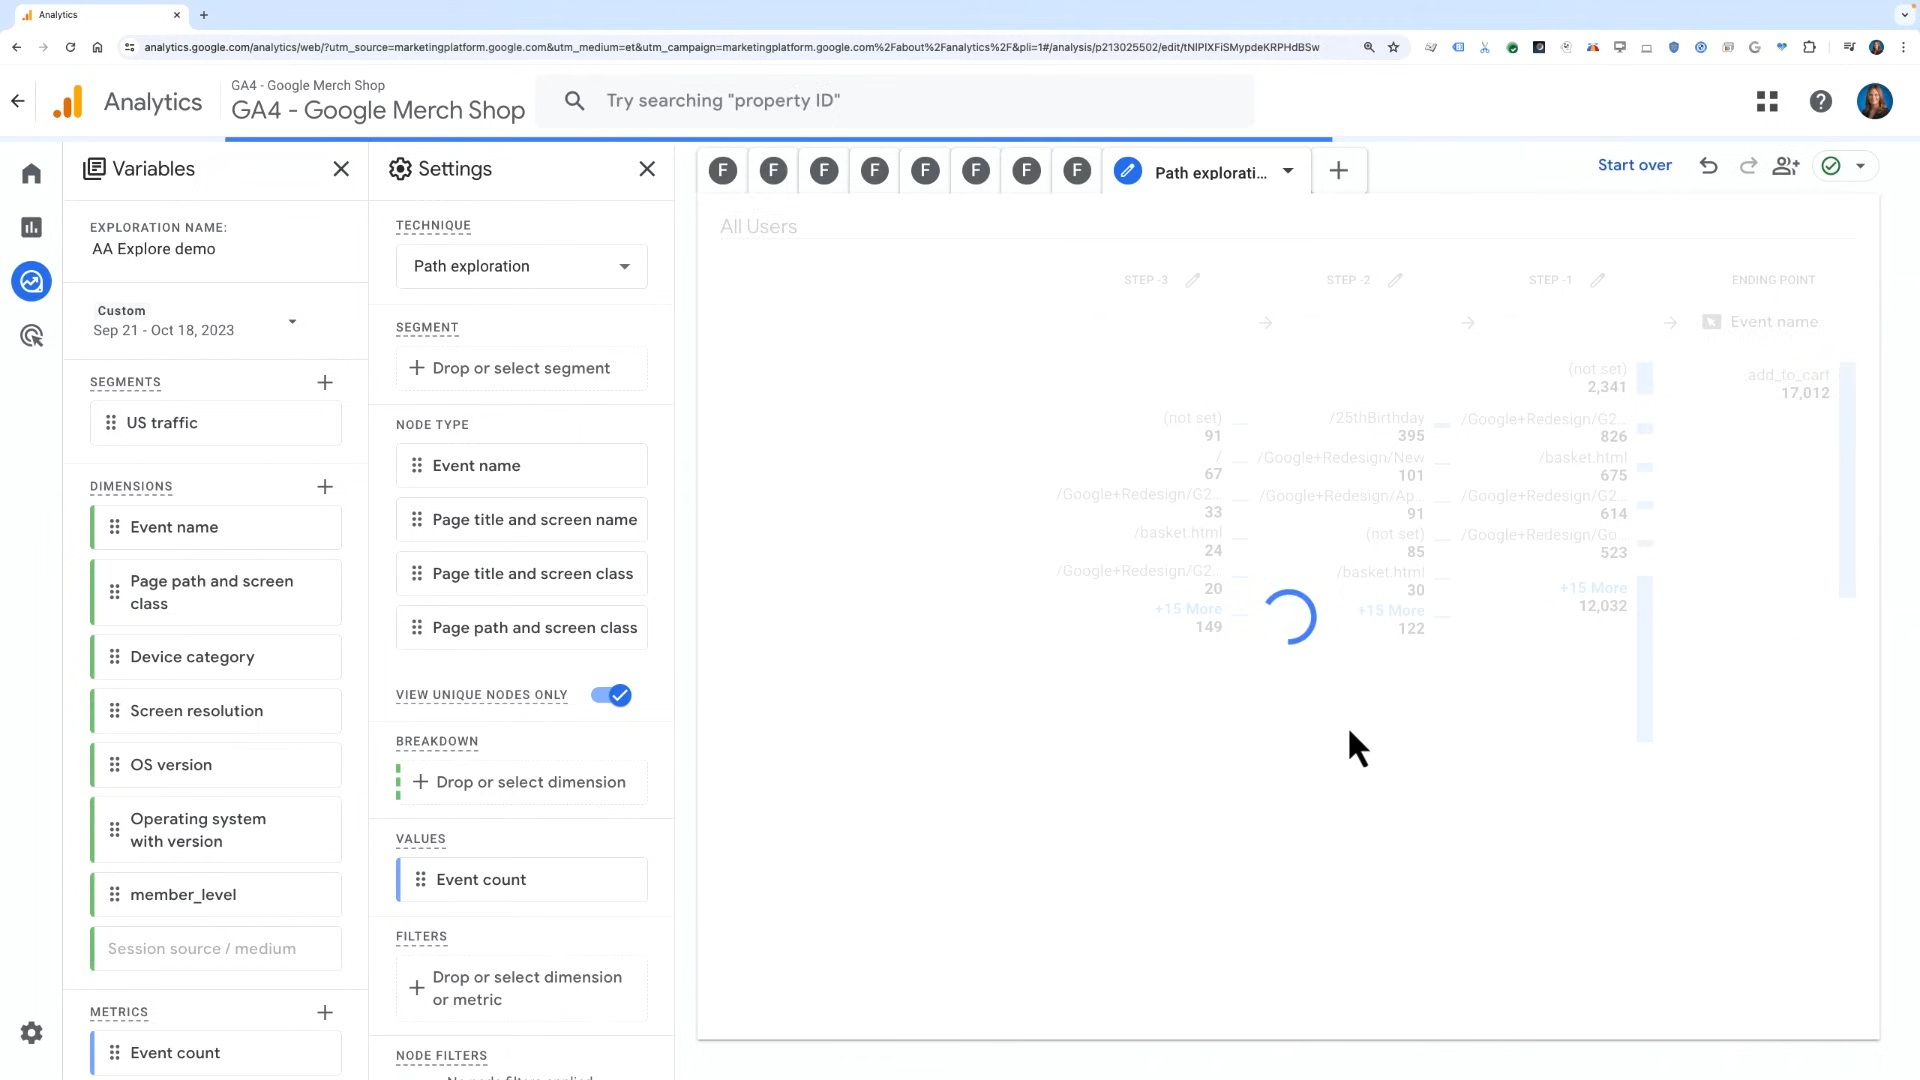 Analytics
analytics.google.com/analytics/web/?utm_source=marketingplatform.google.com&utm_medium=et&utm_campaign=marketingplatform.google.com%2Fabout%2Fanalytics%2F&pli=1#/analysis/p213025502/edit/tNIPIXFiSMypdeKRPHdBSw
Analytics
GA4 - Google Merch Shop
GA4 - Google Merch Shop
Try searching "property ID"
Variables
EXPLORATION NAME:
AA Explore demo
Custom
Sep 21 - Oct 18, 2023
SEGMENTS
US traffic
DIMENSIONS
Event name
Page path and screen
class
Device category
Screen resolution
OS version
Operating system
with version
member_level
Session source / medium
METRICS
Event count
Settings
TECHNIQUE
Path exploration
SEGMENT
Drop or select segment
NODE TYPE
Event name
Page title and screen name
Page title and screen class
Page path and screen class
VIEW UNIQUE NODES ONLY
BREAKDOWN
Drop or select dimension
VALUES
Event count
FILTERS
Drop or select dimension
or metric
NODE FILTERS
No node filters applied
F F F F F F F F Path explorati...
Start over
All Users
STEP -3 STEP -2 STEP -1 ENDING POINT
Event name
(not set)
91
/
67
/Google+Redesign/G2...
33
/basket.html
24
/Google+Redesign/G2...
20
+15 More
149
/25thBirthday
395
/Google+Redesign/New
101
/Google+Redesign/Ap...
91
(not set)
85
/basket.html
30
+15 More
122
(not set)
2,341
/Google+Redesign/G2...
826
/basket.html
675
/Google+Redesign/G2...
614
/Google+Redesign/Go...
523
+15 More
12,032
add_to_cart
17,012